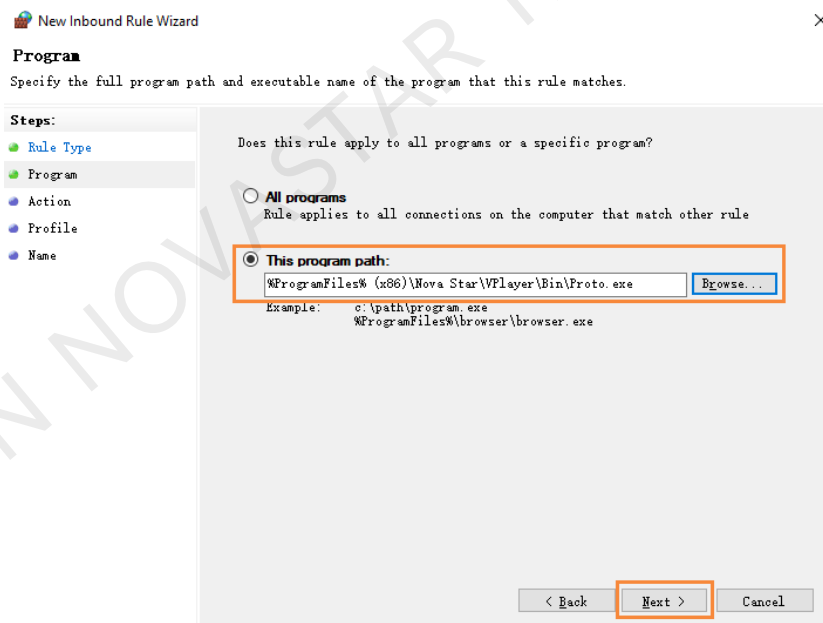 New Inbound Rule Wizard
Program
Specify the full program path and executable name of the program that this rule matches.
Steps:
Rule Type
Program
Action
Profile
Name
Does this rule apply to all programs or a specific program?
All programs
Rule applies to all connections on the computer that match other rule
This program path:
%ProgramFiles% (x86)\Nova Star\VPlayer\Bin\Proto.exe
Browse...
Example: c:\path\program.exe
%ProgramFiles%\browser\browser.exe
< Back
Next >
Cancel
N NOVASTAR